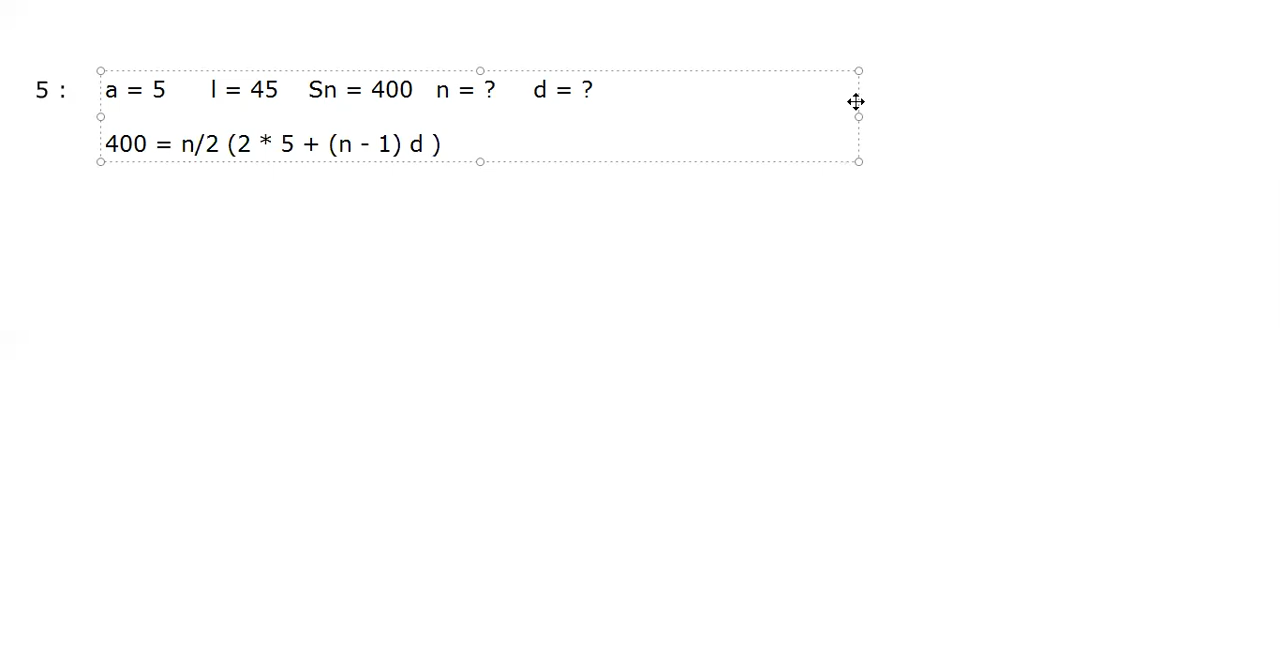 5 : a = 5 l = 45 Sn = 400 n = ? d = ?
400 = n/2 (2 * 5 + (n - 1) d )